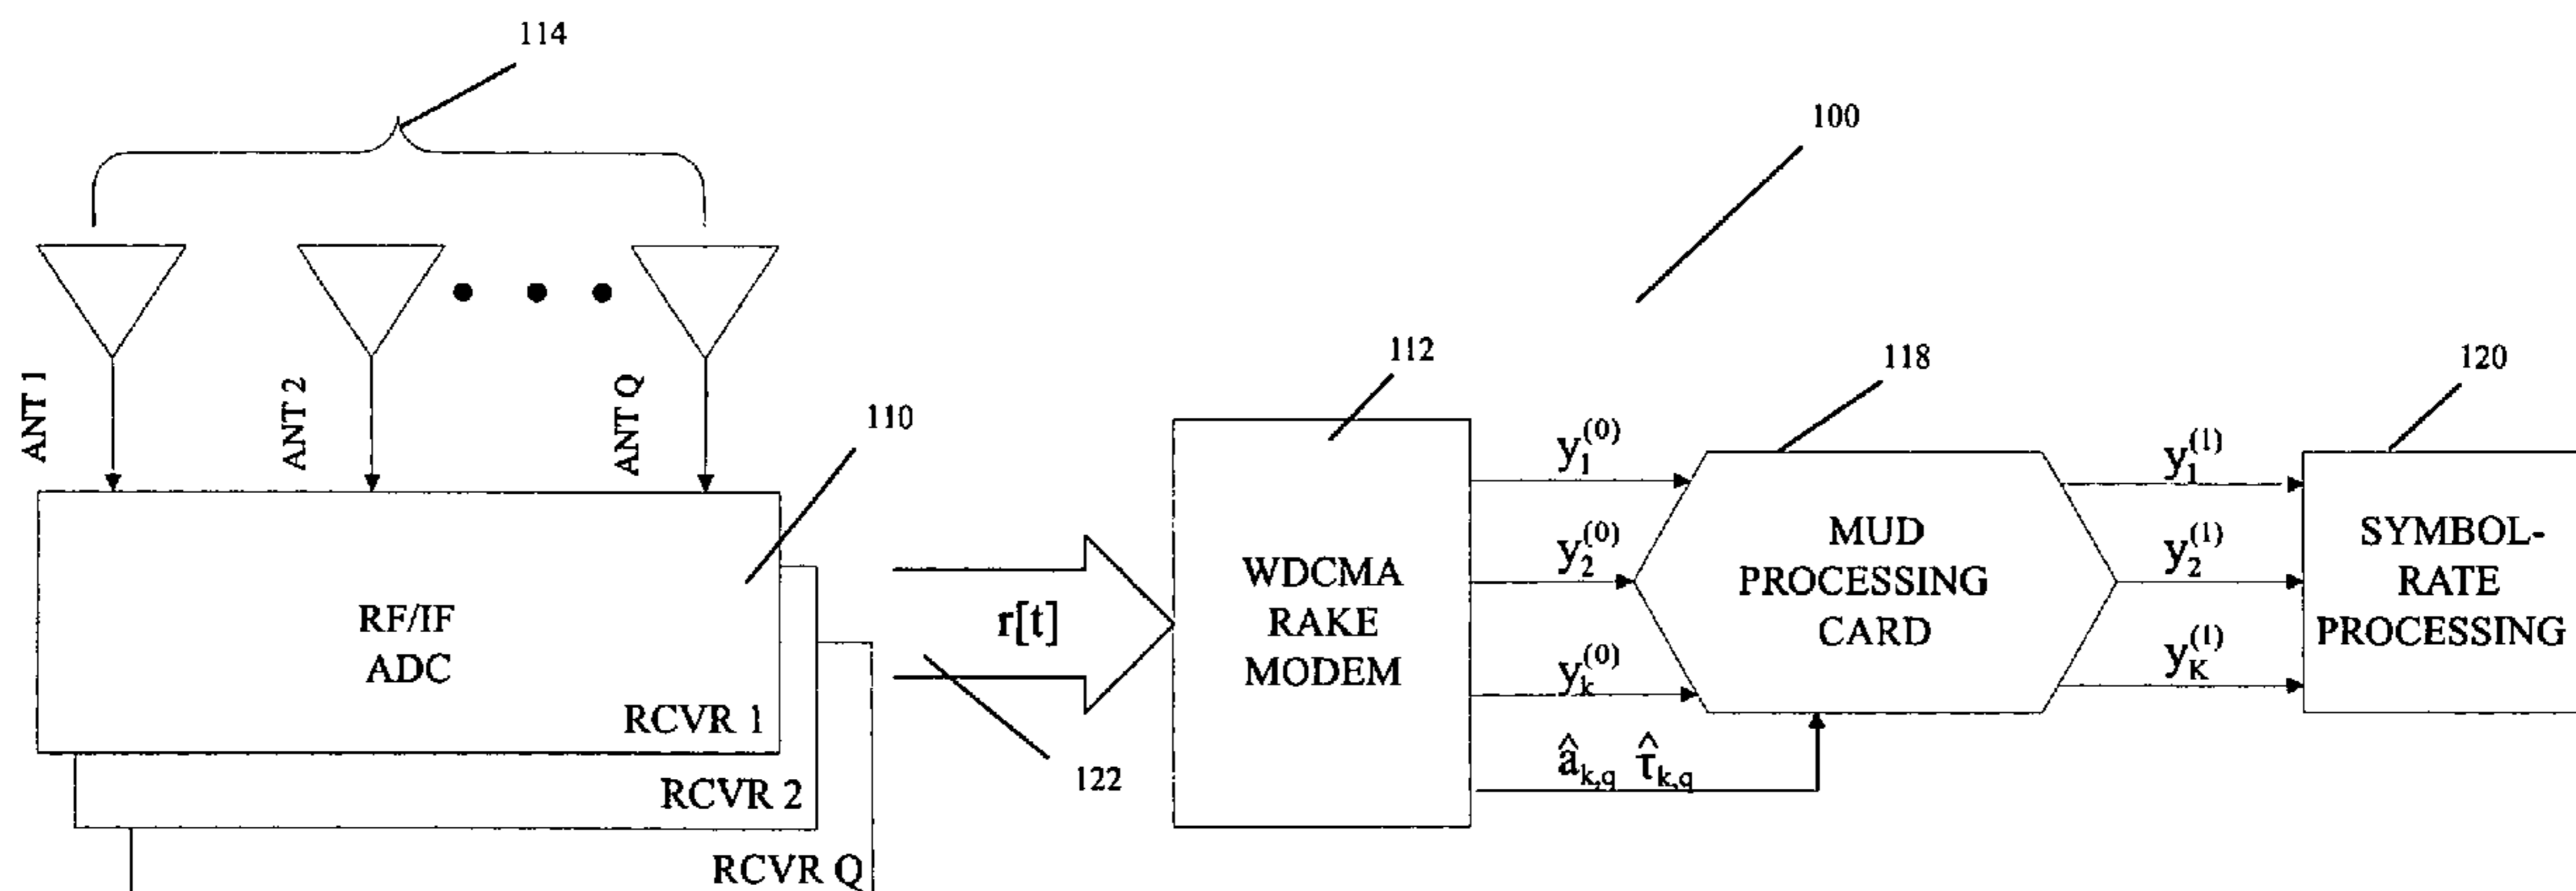 114
100
ANT 1
ANT 2
ANT Q
110
112
118
120
RF/IF
ADC
RCVR 1
RCVR 2
RCVR Q
r[t]
122
WDCMA
RAKE
MODEM
y₁⁽⁰⁾
y₂⁽⁰⁾
yₖ⁽⁰⁾
â_{k,q} τ̂_{k,q}
MUD
PROCESSING
CARD
y₁⁽¹⁾
y₂⁽¹⁾
y_K⁽¹⁾
SYMBOL-
RATE
PROCESSING